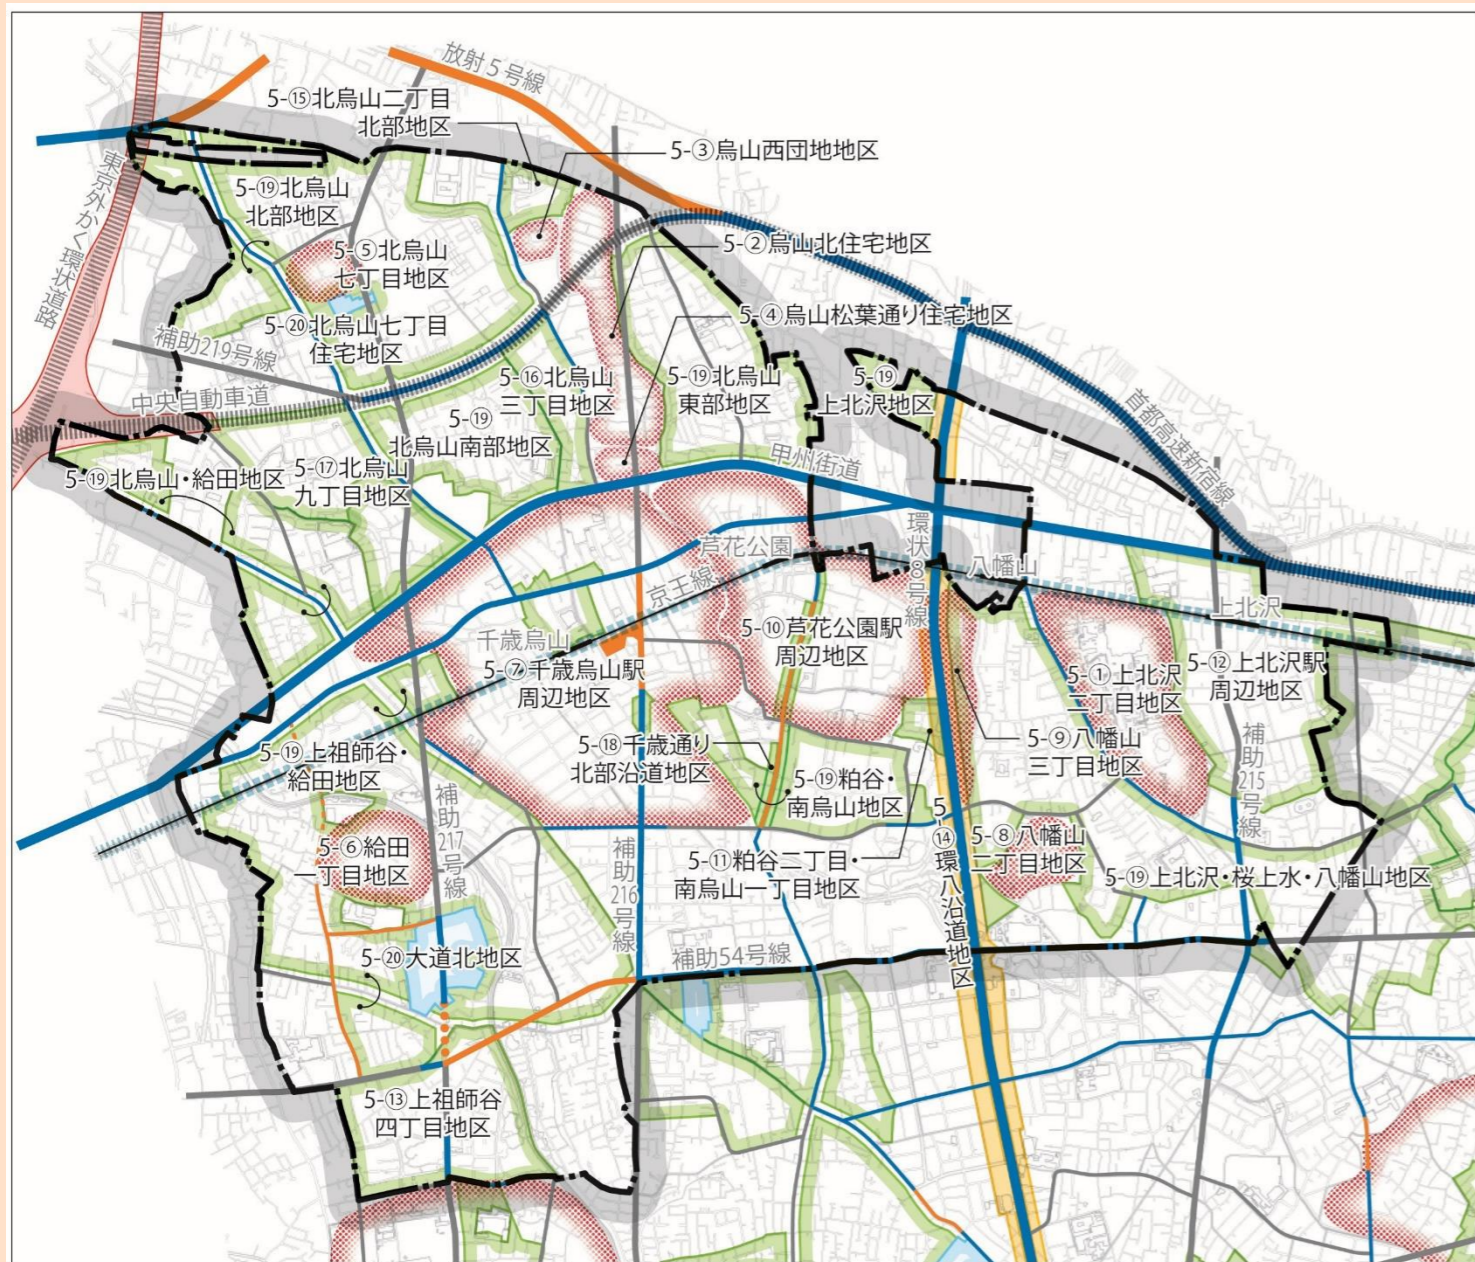 放射5号線
5-⑮北烏山二丁目
北部地区
5-③烏山西団地地区
東京外かく環状道路
5-⑲北烏山
北部地区
5-②烏山北住宅地区
5-⑤北烏山
七丁目地区
5-④烏山松葉通り住宅地区
5-⑳北烏山七丁目
住宅地区
補助219号線
5-⑯北烏山
三丁目地区
5-⑲北烏山
東部地区
5-⑲
上北沢地区
中央自動車道
首都高速新宿線
5-⑲
北烏山南部地区
甲州街道
5-⑲北烏山・給田地区
5-⑰北烏山
九丁目地区
環状8号線
芦花公園
八幡山
京王線
上北沢
千歳烏山
5-⑩芦花公園駅
周辺地区
5-⑦千歳烏山駅
周辺地区
5-①上北沢
二丁目地区
5-⑫上北沢駅
周辺地区
5-⑱千歳通り
北部沿道地区
5-⑨八幡山
三丁目地区
5-⑲上祖師谷・
給田地区
5-⑲粕谷・
南烏山地区
補助215号線
補助217号線
5-⑭環八沿道地区
5-⑥給田
一丁目地区
補助216号線
5-⑪粕谷二丁目・
南烏山一丁目地区
5-⑧八幡山
二丁目地区
5-⑲上北沢・桜上水・八幡山地区
5-⑳大道北地区
補助54号線
5-⑬上祖師谷
四丁目地区